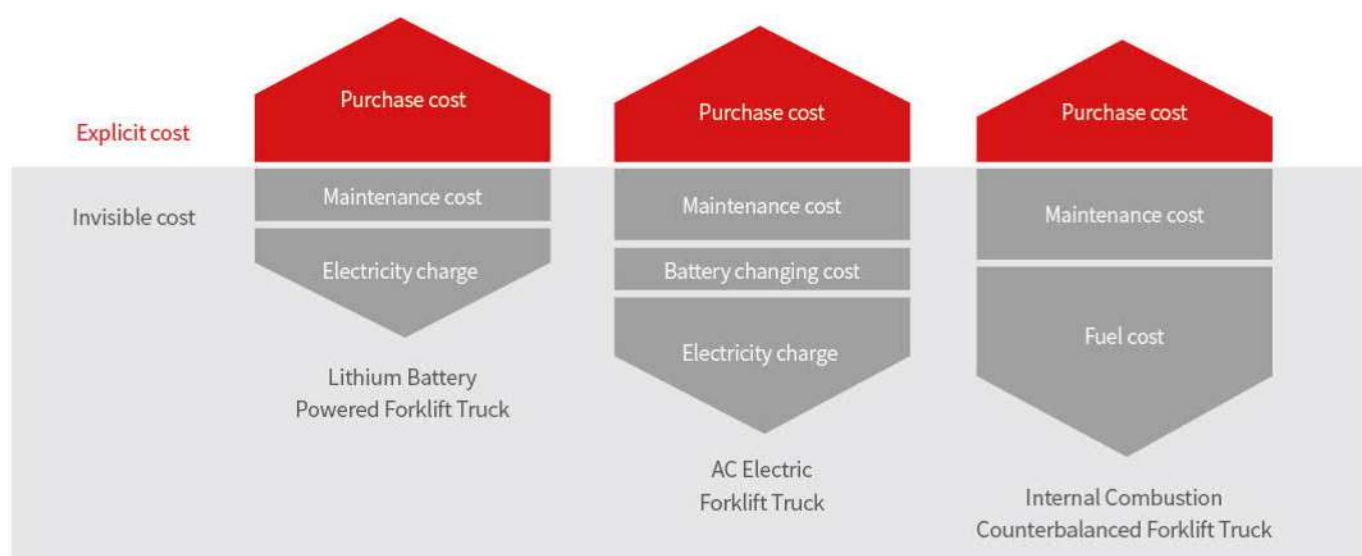 Explicit cost
Invisible cost
Purchase cost
Maintenance cost
Electricity charge
Lithium Battery
Powered Forklift Truck
Purchase cost
Maintenance cost
Battery changing cost
Electricity charge
AC Electric
Forklift Truck
Purchase cost
Maintenance cost
Fuel cost
Internal Combustion
Counterbalanced Forklift Truck